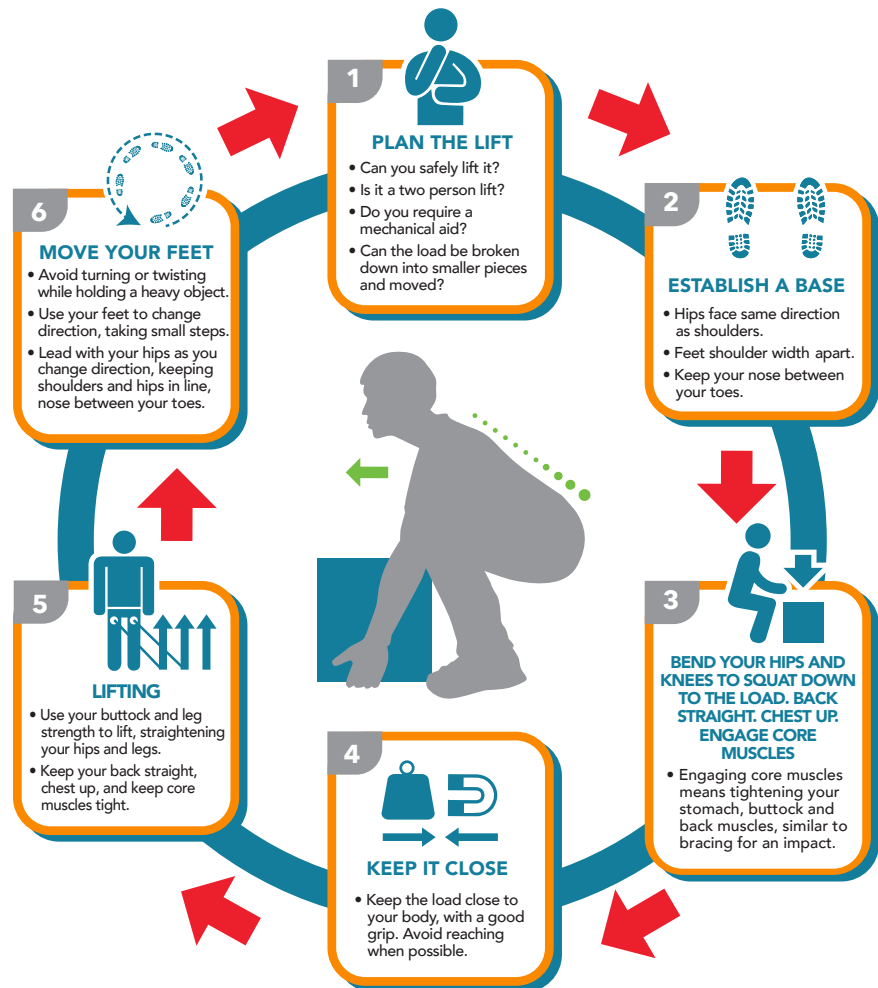 1
PLAN THE LIFT
• Can you safely lift it?
• Is it a two person lift?
• Do you require a
mechanical aid?
• Can the load be broken
down into smaller pieces
and moved?
2
ESTABLISH A BASE
• Hips face same direction
as shoulders.
• Feet shoulder width apart.
• Keep your nose between
your toes.
3
BEND YOUR HIPS AND
KNEES TO SQUAT DOWN
TO THE LOAD. BACK
STRAIGHT. CHEST UP.
ENGAGE CORE
MUSCLES
• Engaging core muscles
means tightening your
stomach, buttock and
back muscles, similar to
bracing for an impact.
4
KEEP IT CLOSE
• Keep the load close to
your body, with a good
grip. Avoid reaching
when possible.
5
LIFTING
• Use your buttock and leg
strength to lift, straightening
your hips and legs.
• Keep your back straight,
chest up, and keep core
muscles tight.
6
MOVE YOUR FEET
• Avoid turning or twisting
while holding a heavy object.
• Use your feet to change
direction, taking small steps.
• Lead with your hips as you
change direction, keeping
shoulders and hips in line,
nose between your toes.